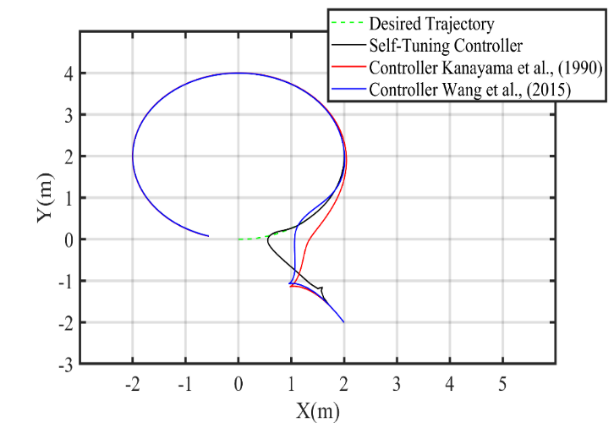 Desired Trajectory
Self-Tuning Controller
Controller Kanayama et al., (1990)
Controller Wang et al., (2015)
4
3
2
1
0
-1
-2
-3
Y(m)
-2 -1 0 1 2 3 4 5
X(m)